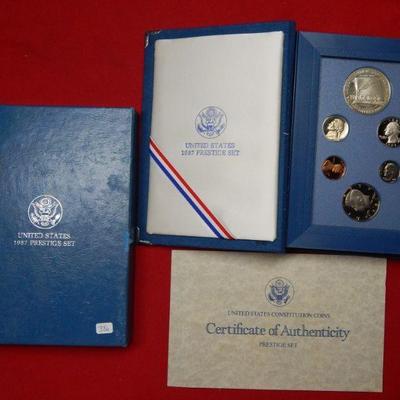 UNITED STATES
1987 PRESTIGE SET
UNITED STATES
1987 PRESTIGE SET
UNITED STATES CONSTITUTION COINS
Certificate of Authenticity
PRESTIGE SET